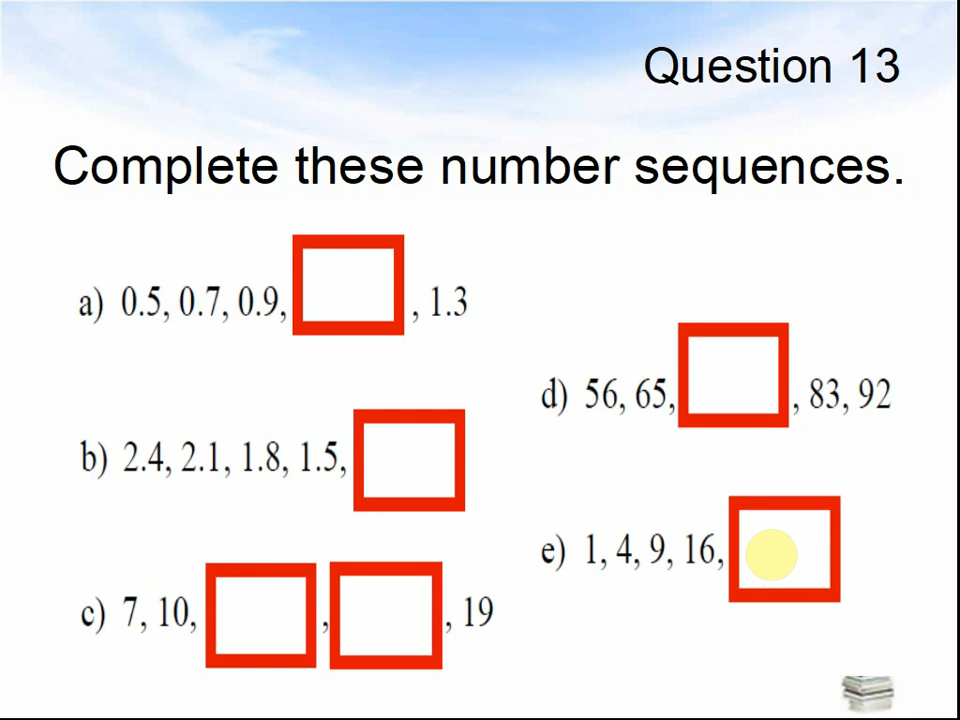 Question 13
Complete these number sequences.
a) 0.5, 0.7, 0.9, , 1.3
b) 2.4, 2.1, 1.8, 1.5,
c) 7, 10, , , 19
d) 56, 65, , 83, 92
e) 1, 4, 9, 16,